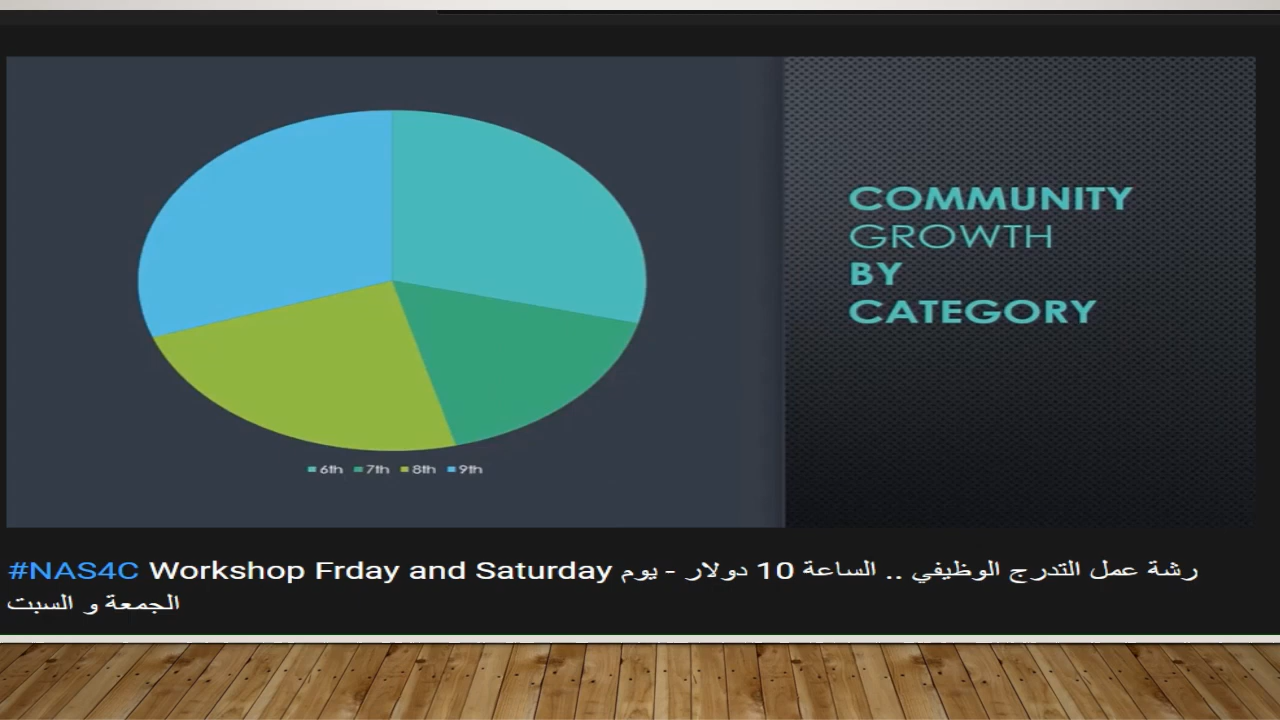 COMMUNITY
GROWTH
BY
CATEGORY
6th 7th 8th 9th
#NAS4C Workshop Frday and Saturday رشة عمل التدرج الوظيفي .. الساعة 10 دولار - يوم
الجمعة و السبت